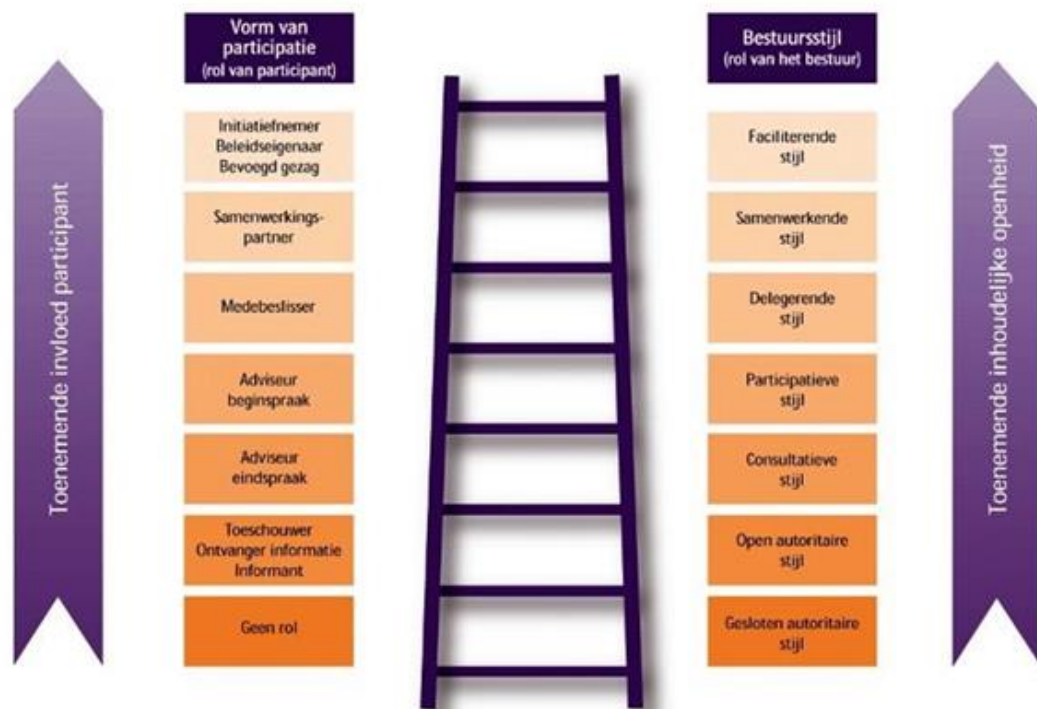 Vorm van
participatie
(rol van participant)
Bestuursstijl
(rol van het bestuur)
Toenemende invloed participant
Initiatiefnemer
Beleidseigenaar
Bevoegd gezag
Faciliterende
stijl
Samenwerkings-
partner
Samenwerkende
stijl
Medebeslisser
Delegerende
stijl
Adviseur
beginspraak
Participatieve
stijl
Adviseur
eindspraak
Consultatieve
stijl
Toeschouwer
Ontvanger informatie
Informant
Open autoritaire
stijl
Geen rol
Gesloten autoritaire
stijl
Toenemende inhoudelijke openheid